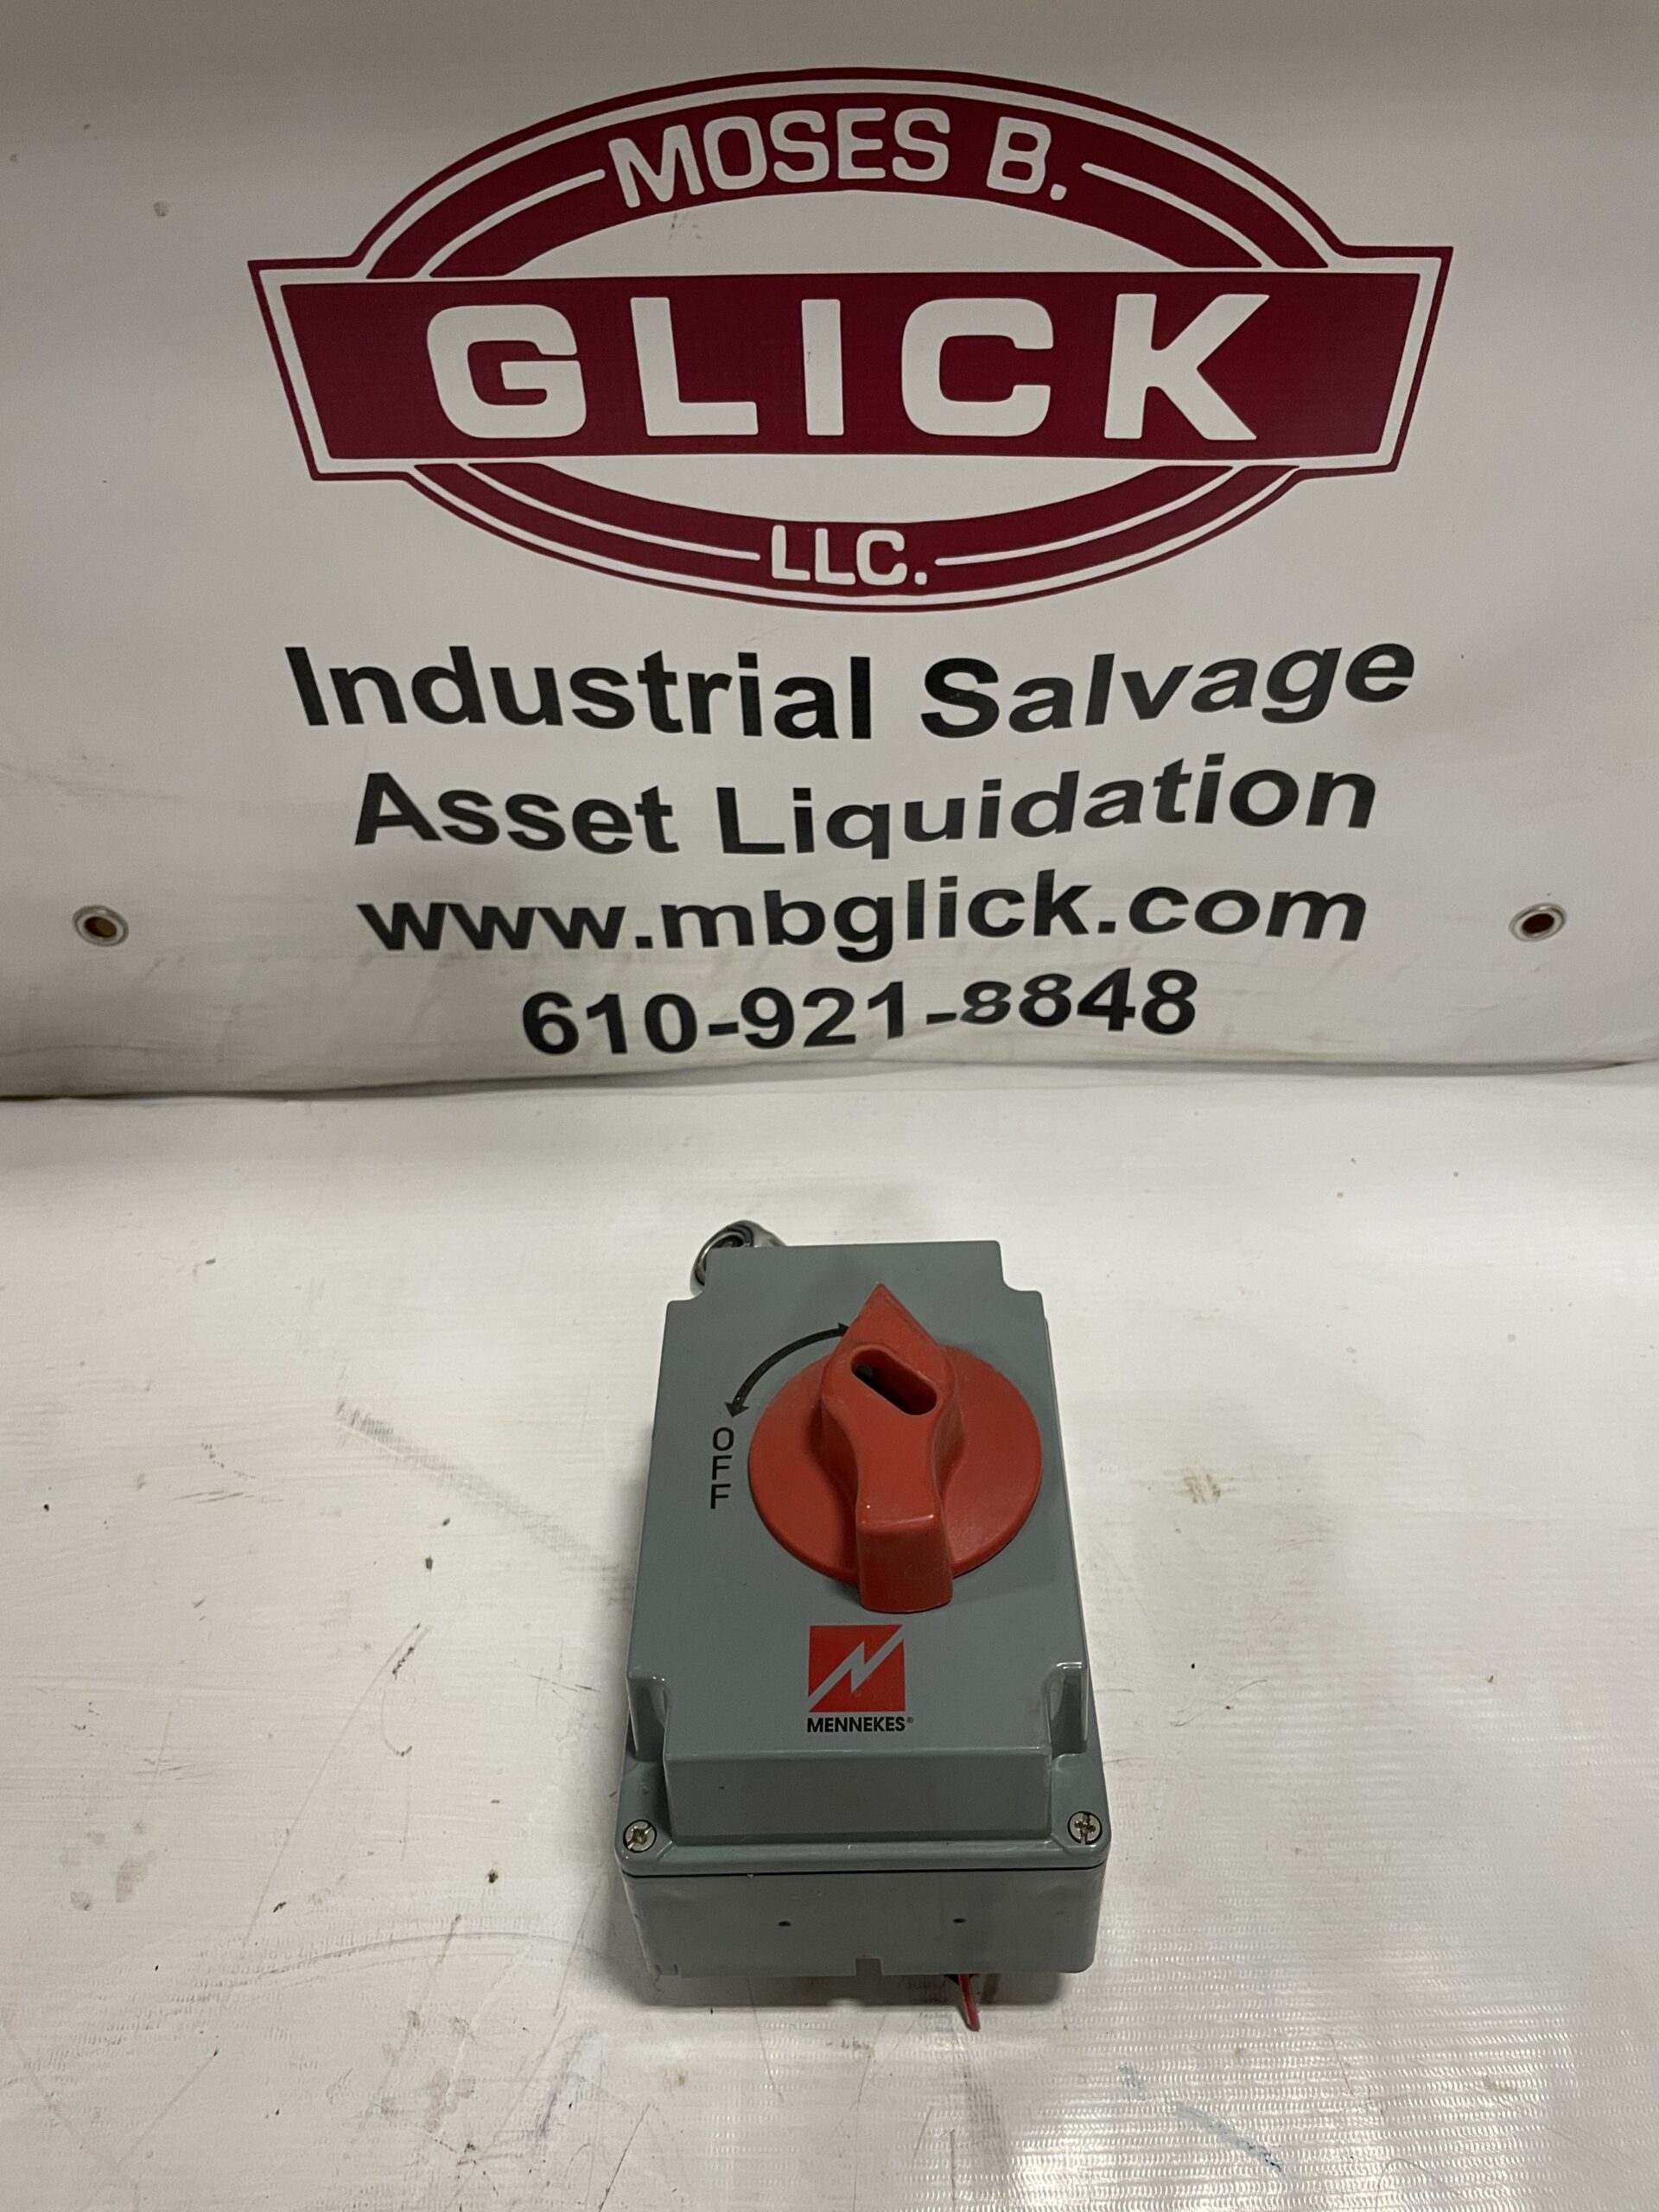 MOSES B.
GLICK
LLC.
Industrial Salvage
Asset Liquidation
www.mbglick.com
610-921-8848
OFF
MENNEKES®